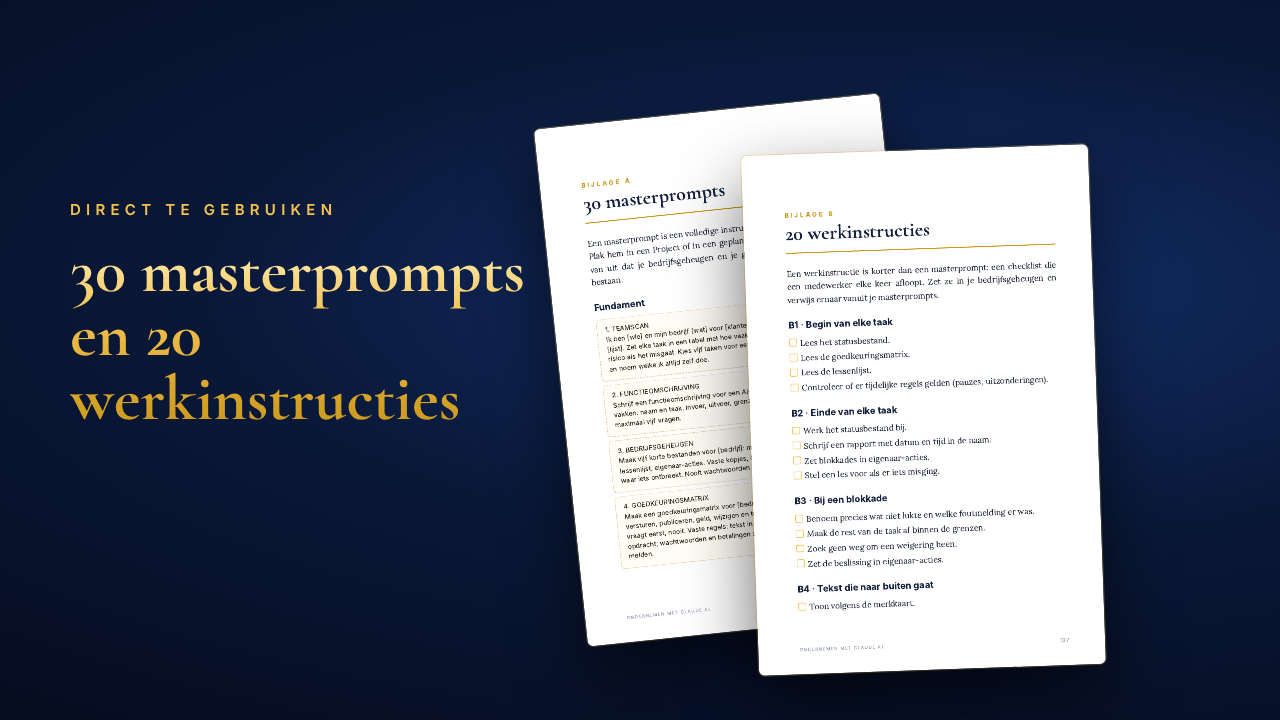 DIRECT TE GEBRUIKEN
30 masterprompts
en 20
werkinstructies
BIJLAGE A
30 masterprompts
Een masterprompt is een volledige
Plak hem in een Project of in een
van uit dat je bedrijfsgeheugen en je
bestaan.
Fundament
1. TEAMSCAN
Ik ben [wie] en mijn bedrijf [wat] voor
[lijst]. Zet elke taak in een tabel met hoe
risico als het misgaat. Kies vijf taken voor
en noem welke ik altijd zelf doe.
2. FUNCTIEOMSCHRIJVING
Schrijf een functieomschrijving voor een
vakken: naam en taak, invoer, uitvoer,
maximaal vijf vragen.
3. BEDRIJFSGEHEUGEN
Maak vijf korte bestanden voor [bedrijf]:
lessenlijst, eigenaar-acties. Vaste kopjes,
waar iets ontbreekt. Nooit wachtwoorden
4. GOEDKEURINGSMATRIX
Maak een goedkeuringsmatrix voor
versturen, publiceren, geld, wijzigen en
vraagt eerst, nooit. Vaste regels: tekst in
opdracht; wachtwoorden en betalingen
melden.
ONDERNEMEN MET CLAUDE AI
BIJLAGE B
20 werkinstructies
Een werkinstructie is korter dan een masterprompt: een checklist die
een medewerker elke keer afloopt. Zet ze in je bedrijfsgeheugen en
verwijs ernaar vanuit je masterprompts.
B1 · Begin van elke taak
Lees het statusbestand.
Lees de goedkeuringsmatrix.
Lees de lessenlijst.
Controleer of er tijdelijke regels gelden (pauzes, uitzonderingen).
B2 · Einde van elke taak
Werk het statusbestand bij.
Schrijf een rapport met datum en tijd in de naam.
Zet blokkades in eigenaar-acties.
Stel een les voor als er iets misging.
B3 · Bij een blokkade
Benoem precies wat niet lukte en welke foutmelding er was.
Maak de rest van de taak af binnen de grenzen.
Zoek geen weg om een weigering heen.
Zet de beslissing in eigenaar-acties.
B4 · Tekst die naar buiten gaat
Toon volgens de merkkaart.
ONDERNEMEN MET CLAUDE AI